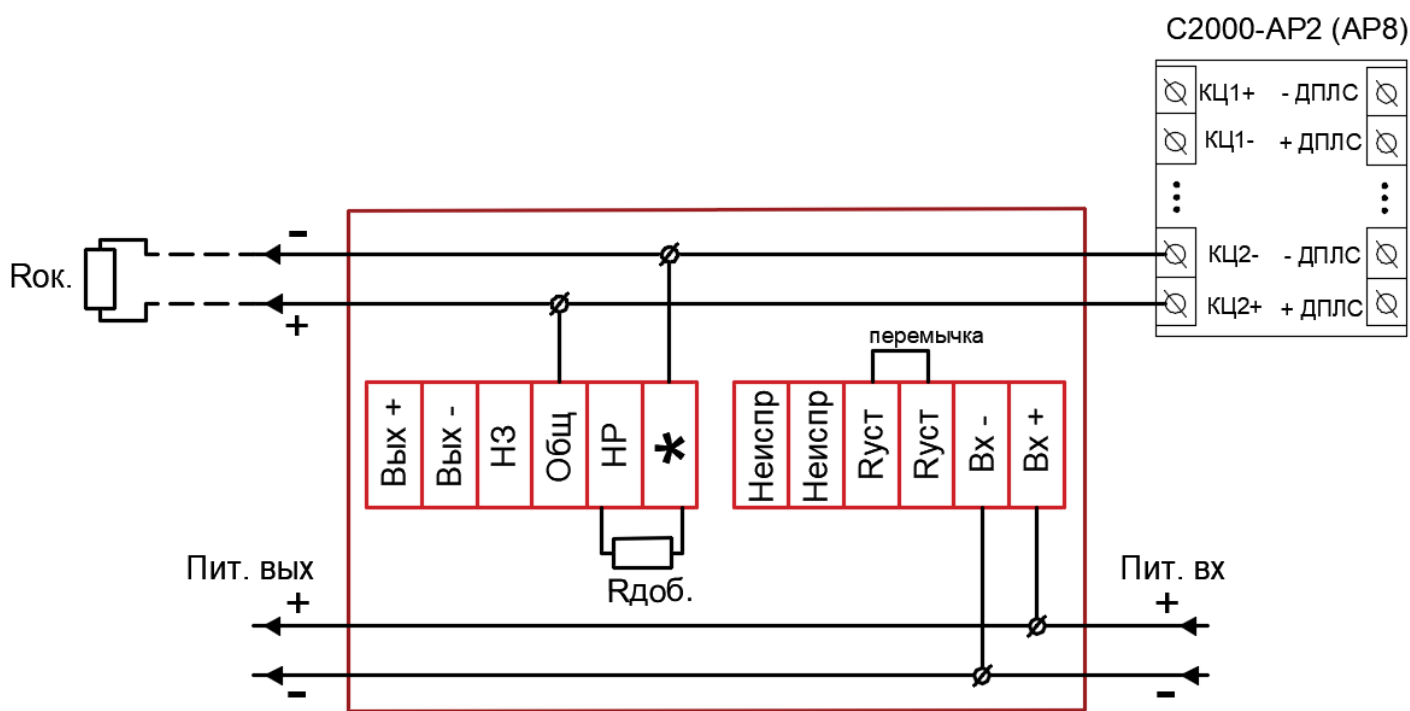 С2000-АР2 (АР8)
КЦ1+ - ДПЛС
КЦ1- + ДПЛС
КЦ2- - ДПЛС
КЦ2+ + ДПЛС
-
Rок.
+
перемычка
Вых +
Вых -
НЗ
Общ
НР
*
Неиспр
Неиспр
Rуст
Rуст
Вх -
Вх +
Rдоб.
Пит. вых
+
-
Пит. вх
+
-